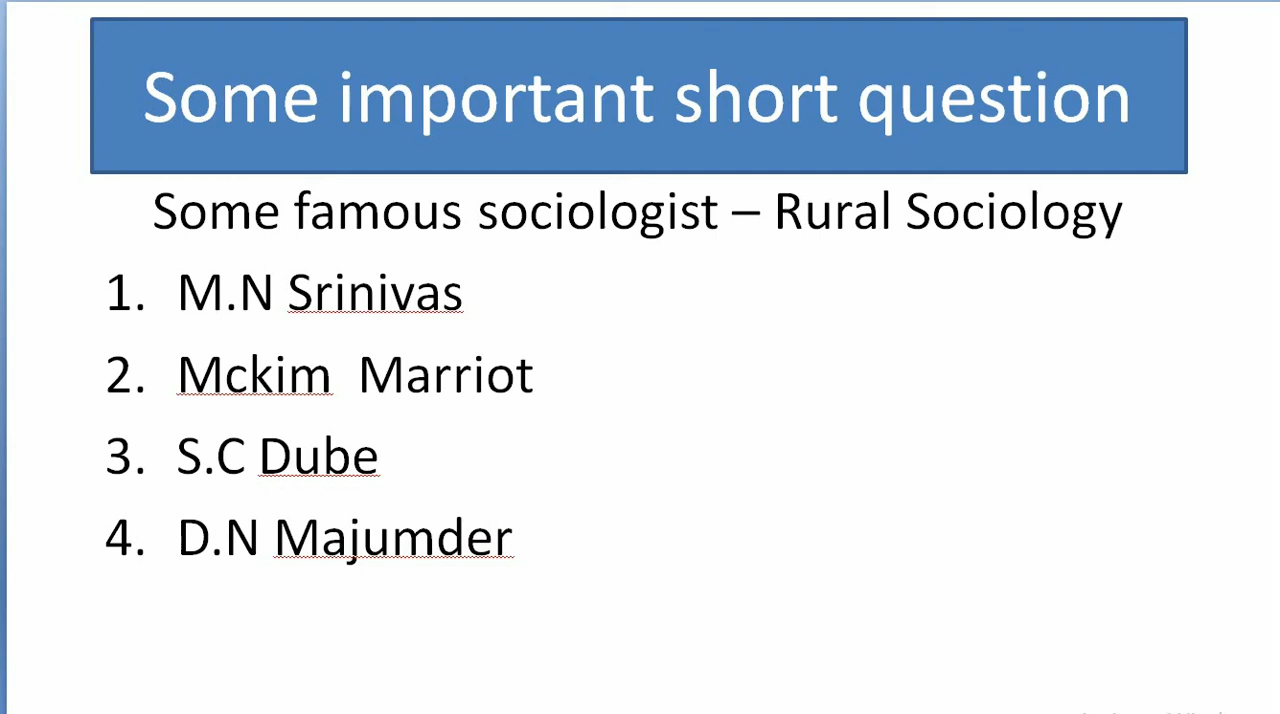 Some important short question
Some famous sociologist – Rural Sociology
1. M.N Srinivas
2. Mckim Marriot
3. S.C Dube
4. D.N Majumder